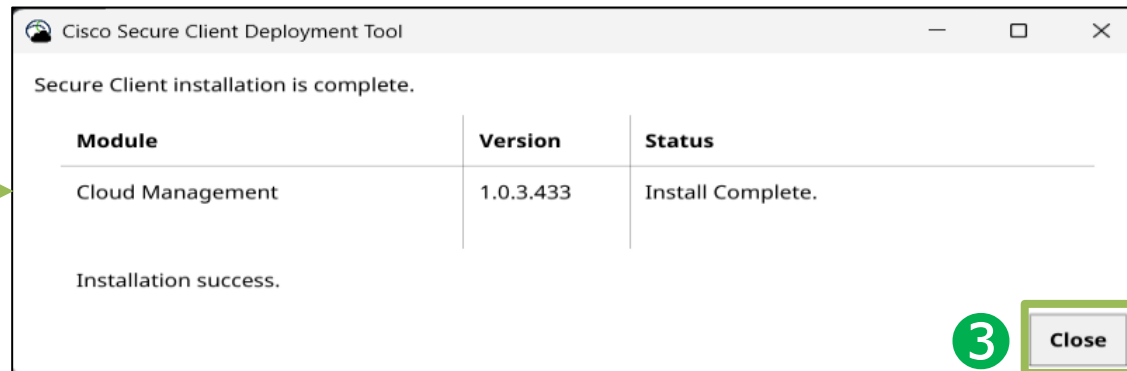 Cisco Secure Client Deployment Tool
Secure Client installation is complete.
Module Version Status
Cloud Management 1.0.3.433 Install Complete.
Installation success.
3 Close